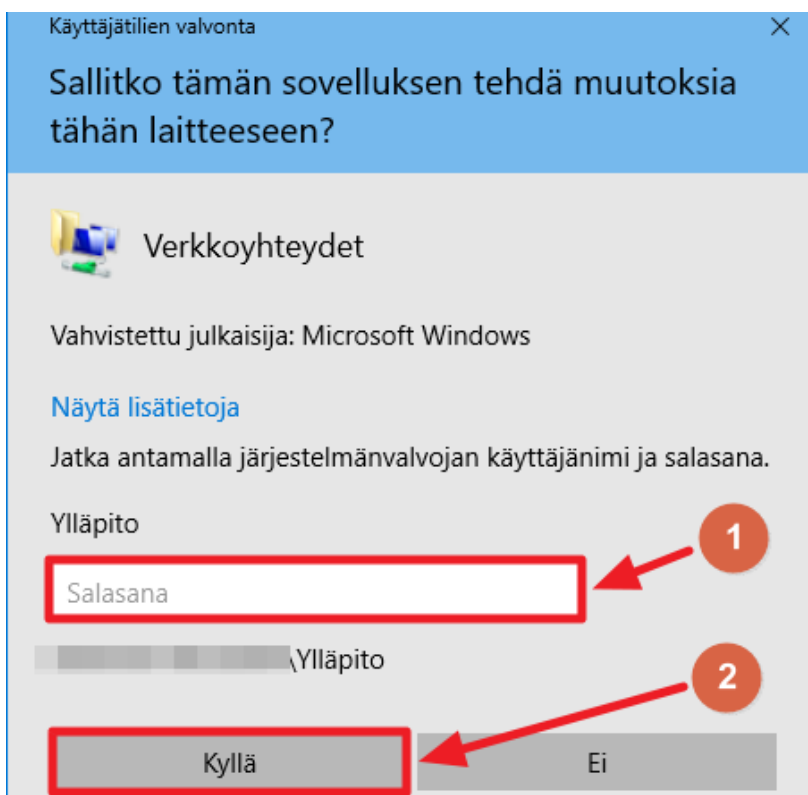 Käyttäjätilien valvonta
Sallitko tämän sovelluksen tehdä muutoksia
tähän laitteeseen?
Verkkoyhteydet
Vahvistettu julkaisija: Microsoft Windows
Näytä lisätietoja
Jatka antamalla järjestelmänvalvojan käyttäjänimi ja salasana.
Ylläpito
1
Salasana
\Ylläpito
2
Kyllä
Ei